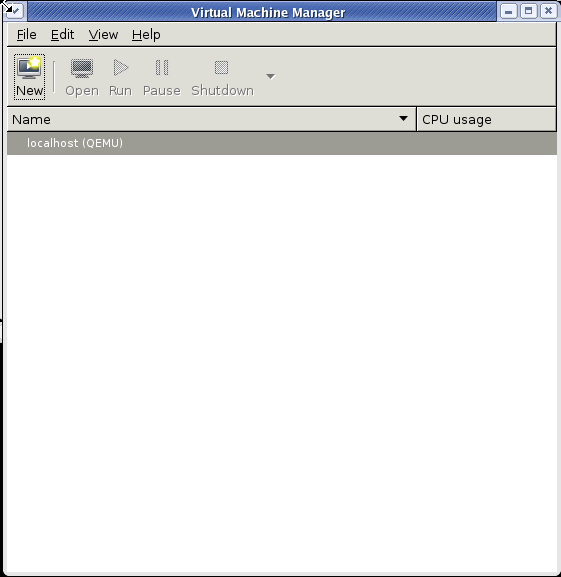 Virtual Machine Manager
File Edit View Help
New Open Run Pause Shutdown
Name CPU usage
localhost (QEMU)